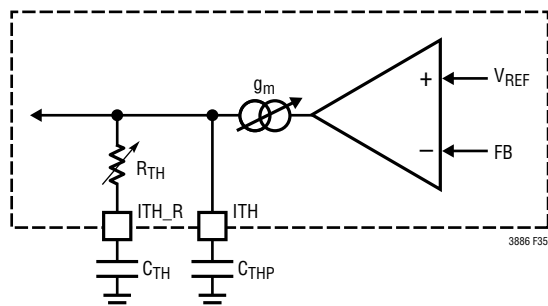 gm
+
VREF
−
FB
RTH
ITH_R
ITH
3886 F35
CTH
CTHP